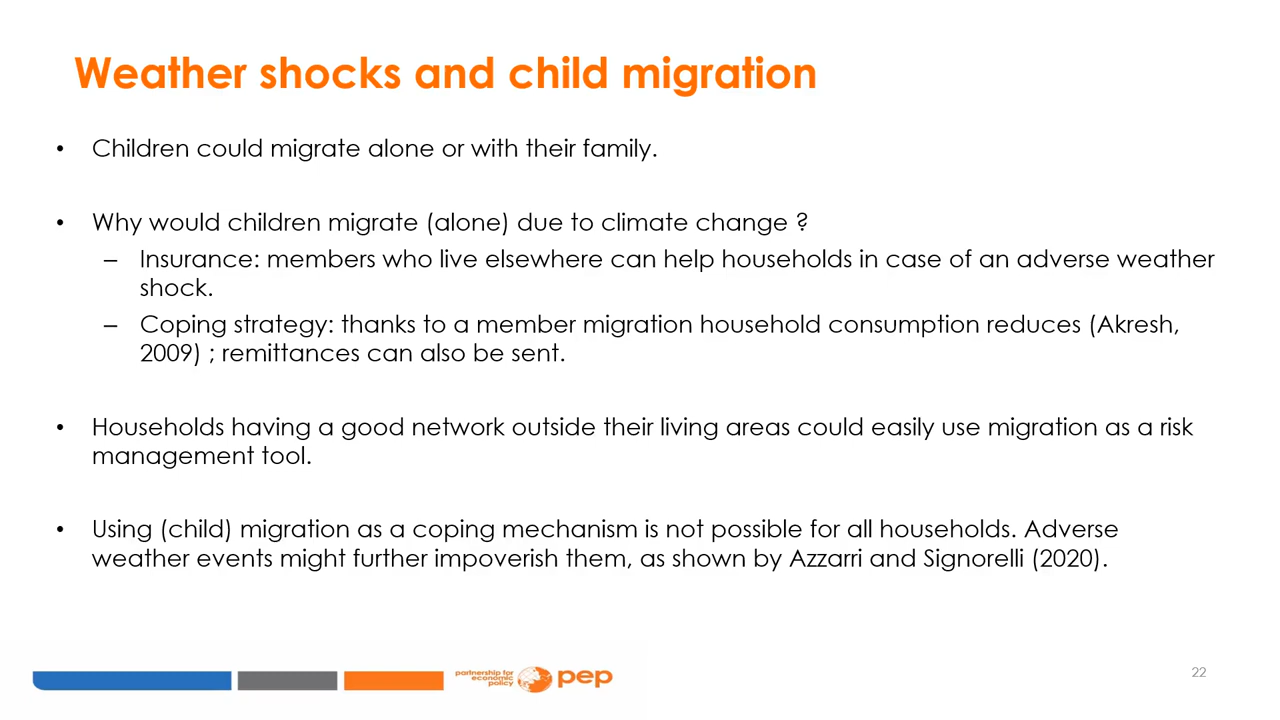 Weather shocks and child migration
• Children could migrate alone or with their family.
• Why would children migrate (alone) due to climate change ?
– Insurance: members who live elsewhere can help households in case of an adverse weather
shock.
– Coping strategy: thanks to a member migration household consumption reduces (Akresh,
2009) ; remittances can also be sent.
• Households having a good network outside their living areas could easily use migration as a risk
management tool.
• Using (child) migration as a coping mechanism is not possible for all households. Adverse
weather events might further impoverish them, as shown by Azzarri and Signorelli (2020).
partnership for
economic
policy
pep
22